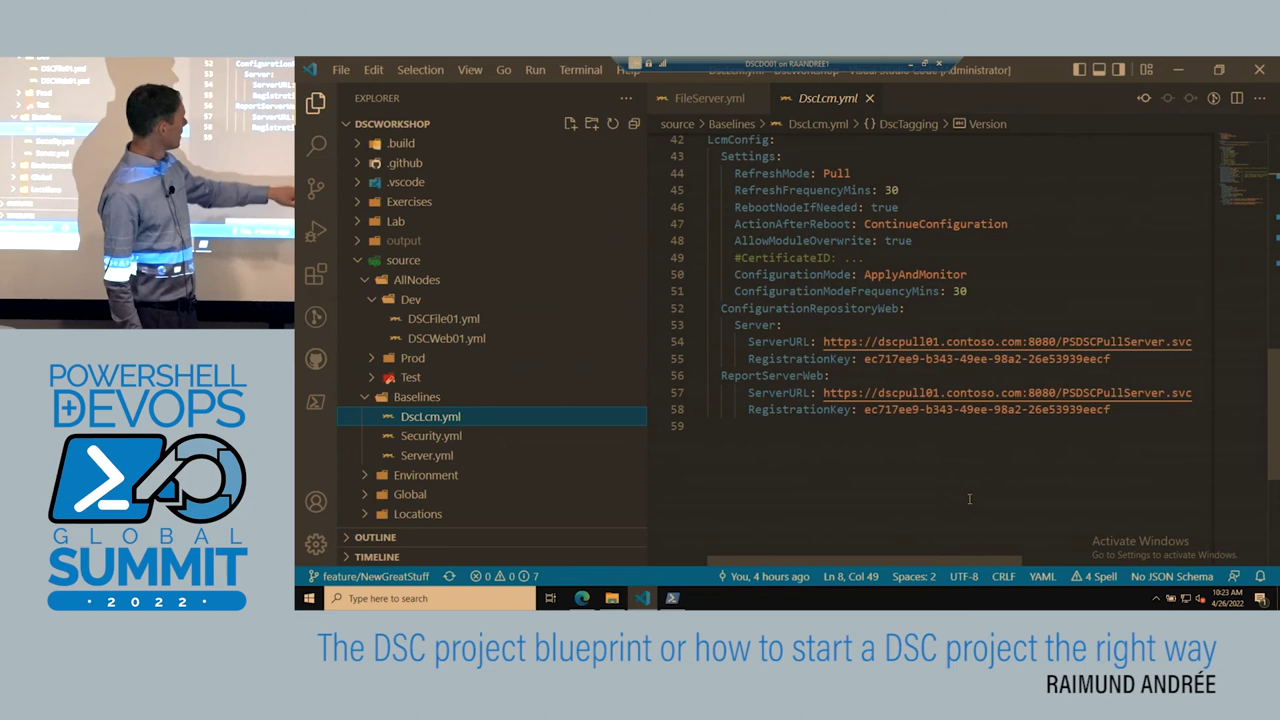 File Edit Selection View Go Run Terminal Help
DSCDO01 on RAANDREE1
EXPLORER
DSCWORKSHOP
.build
.github
.vscode
Exercises
Lab
output
source
AllNodes
Dev
DSCFile01.yml
DSCWeb01.yml
Prod
Test
Baselines
DscLcm.yml
Security.yml
Server.yml
Environment
Global
Locations
OUTLINE
TIMELINE
FileServer.yml
DscLcm.yml
source > Baselines > DscLcm.yml > {} DscTagging > Version
42 LcmConfig:
43 Settings:
44 RefreshMode: Pull
45 RefreshFrequencyMins: 30
46 RebootNodeIfNeeded: true
47 ActionAfterReboot: ContinueConfiguration
48 AllowModuleOverwrite: true
49 #CertificateID: ...
50 ConfigurationMode: ApplyAndMonitor
51 ConfigurationModeFrequencyMins: 30
52 ConfigurationRepositoryWeb:
53 Server:
54 ServerURL: https://dscpull01.contoso.com:8080/PSDSCPullServer.svc
55 RegistrationKey: ec717ee9-b343-49ee-98a2-26e53939eecf
56 ReportServerWeb:
57 ServerURL: https://dscpull01.contoso.com:8080/PSDSCPullServer.svc
58 RegistrationKey: ec717ee9-b343-49ee-98a2-26e53939eecf
59
Activate Windows
Go to Settings to activate Windows.
feature/NewGreatStuff 0 0 7 You, 4 hours ago Ln 8, Col 49 Spaces: 2 UTF-8 CRLF YAML 4 Spell No JSON Schema
Type here to search
10:23 AM
4/26/2022
POWERSHELL
DEVOPS
GLOBAL
SUMMIT
· 2022 ·
The DSC project blueprint or how to start a DSC project the right way
RAIMUND ANDRÉE